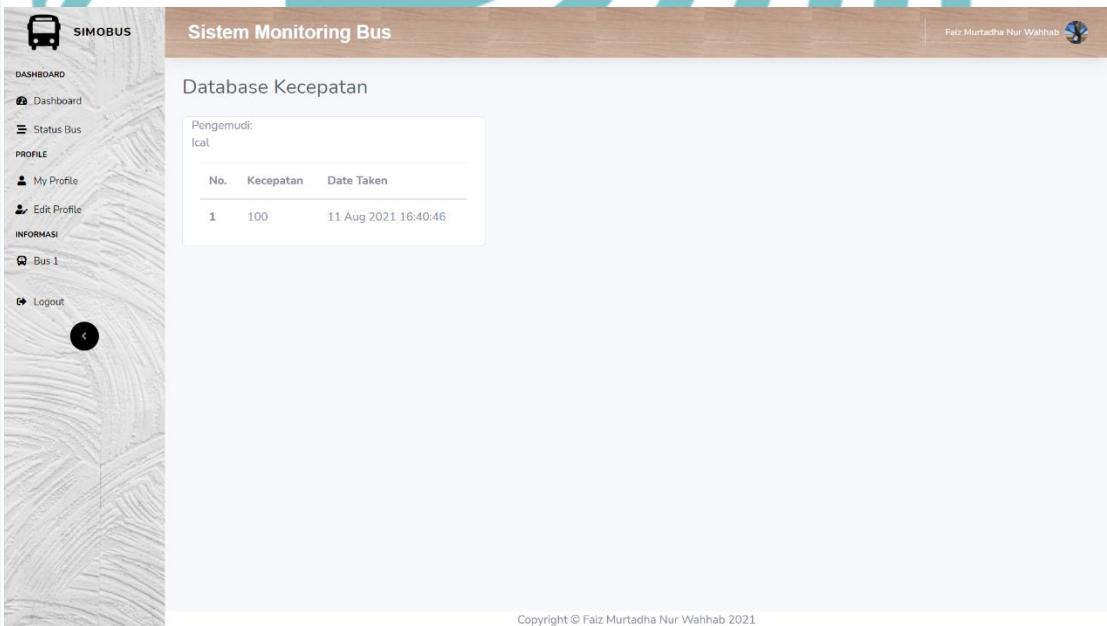 SIMOBUS
Sistem Monitoring Bus
Faiz Murtadha Nur Wahhab
DASHBOARD
Dashboard
Status Bus
PROFILE
My Profile
Edit Profile
INFORMASI
Bus 1
Logout
Database Kecepatan
Pengemudi:
Ical
No. Kecepatan Date Taken
1 100 11 Aug 2021 16:40:46
Copyright © Faiz Murtadha Nur Wahhab 2021